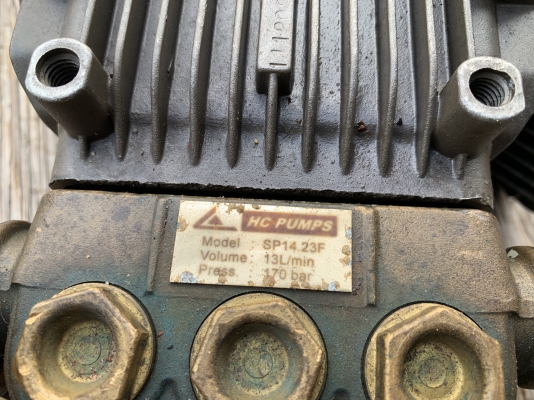 HC PUMPS
Model : SP14.23F
Volume : 13L/min
Press. : 170 bar